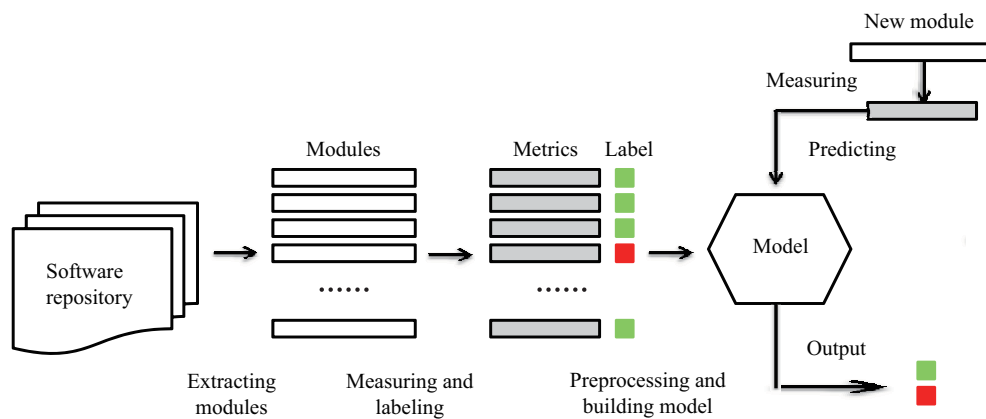 New module
Measuring
Predicting
Modules
Metrics
Label
Software
repository
Model
......
......
Output
Extracting
modules
Measuring and
labeling
Preprocessing and
building model